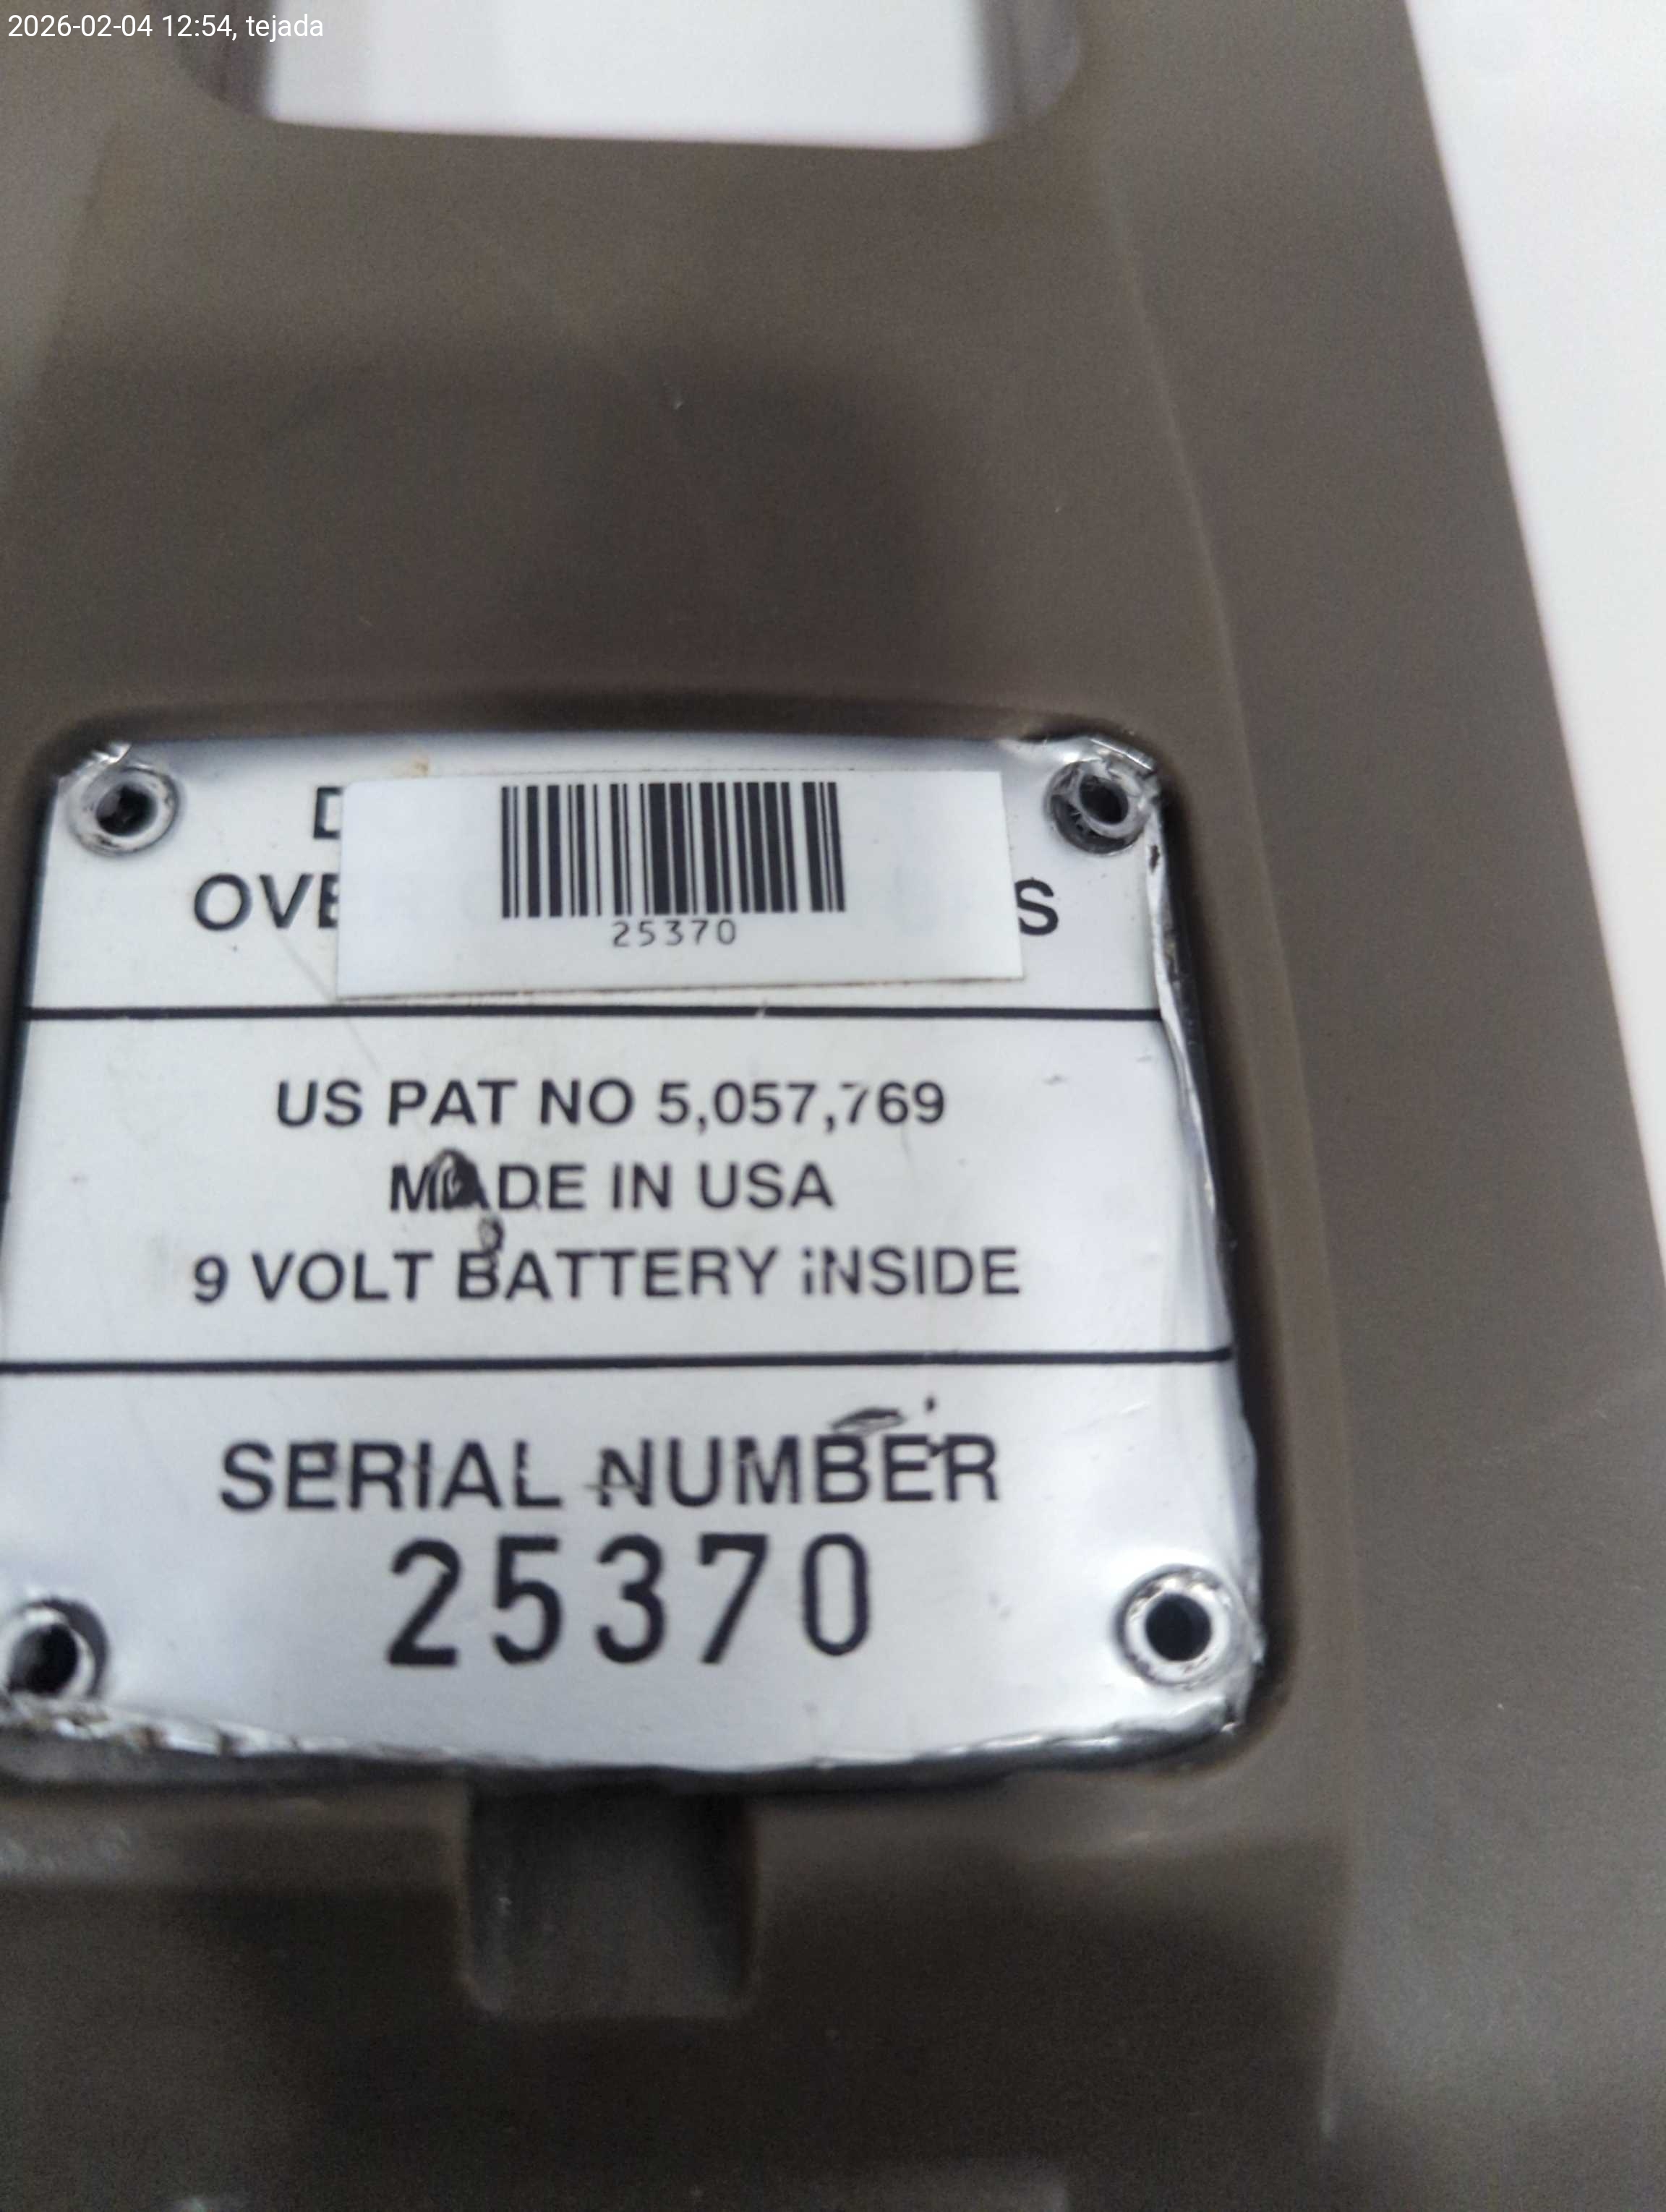 2026-02-04 12:54, tejada
25370
US PAT NO 5,057,769
MADE IN USA
9 VOLT BATTERY INSIDE
SERIAL NUMBER
25370